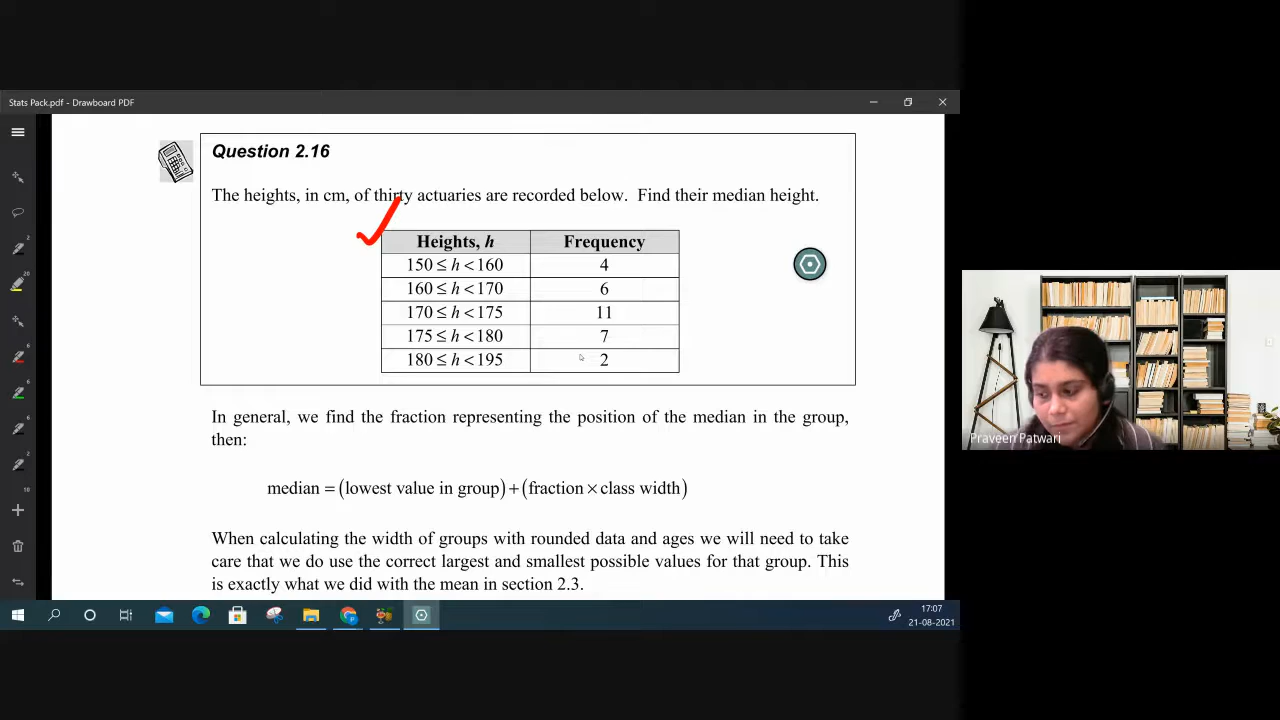 Stats Pack.pdf - Drawboard PDF
Question 2.16
The heights, in cm, of thirty actuaries are recorded below. Find their median height.
Heights, h Frequency
150 ≤ h < 160 4
160 ≤ h < 170 6
170 ≤ h < 175 11
175 ≤ h < 180 7
180 ≤ h < 195 2
In general, we find the fraction representing the position of the median in the group,
then:
median = (lowest value in group) + (fraction × class width)
When calculating the width of groups with rounded data and ages we will need to take
care that we do use the correct largest and smallest possible values for that group. This
is exactly what we did with the mean in section 2.3.
Praveen Patwari
17:07
21-08-2021